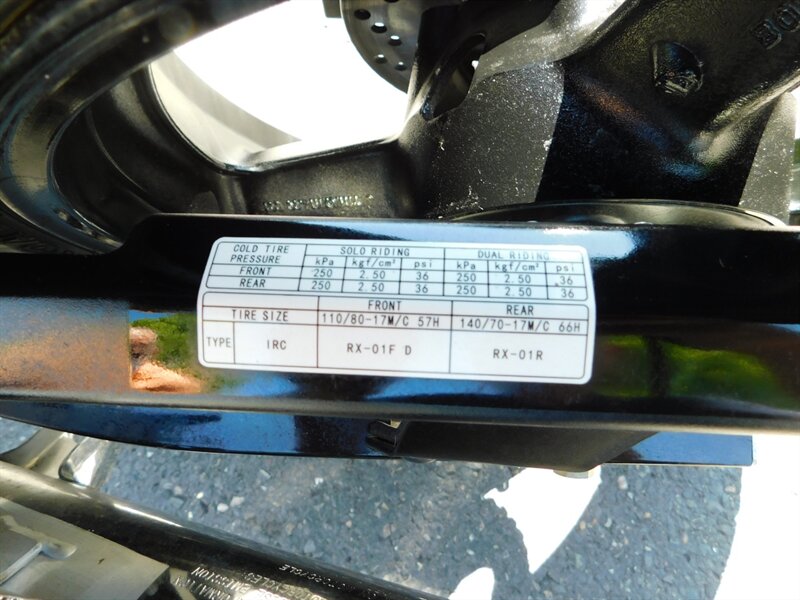 COLD TIRE PRESSURE SOLO RIDING DUAL RIDING
kPa kgf/cm² psi kPa kgf/cm² psi
FRONT 250 2.50 36 250 2.50 36
REAR 250 2.50 36 250 2.50 36
FRONT REAR
TIRE SIZE 110/80-17M/C 57H 140/70-17M/C 66H
TYPE IRC RX-01F D RX-01R